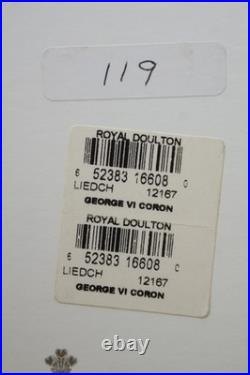 119
ROYAL DOULTON
6 52383 16608 0
LIEDCH 12167
GEORGE VI CORON
ROYAL DOULTON
6 52383 16608 0
LIEDCH 12167
GEORGE VI CORON